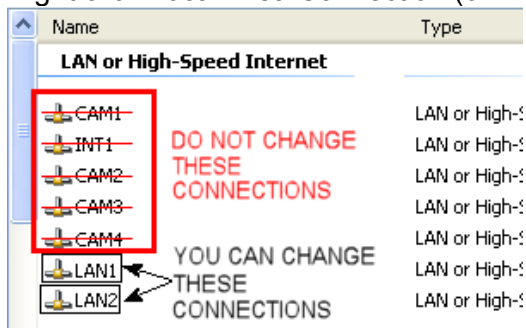 Name Type
LAN or High-Speed Internet
CAM1 LAN or High-S
INT1 LAN or High-S
CAM2 LAN or High-S
CAM3 LAN or High-S
CAM4 LAN or High-S
LAN1 LAN or High-S
LAN2 LAN or High-S
DO NOT CHANGE
THESE
CONNECTIONS
YOU CAN CHANGE
THESE
CONNECTIONS